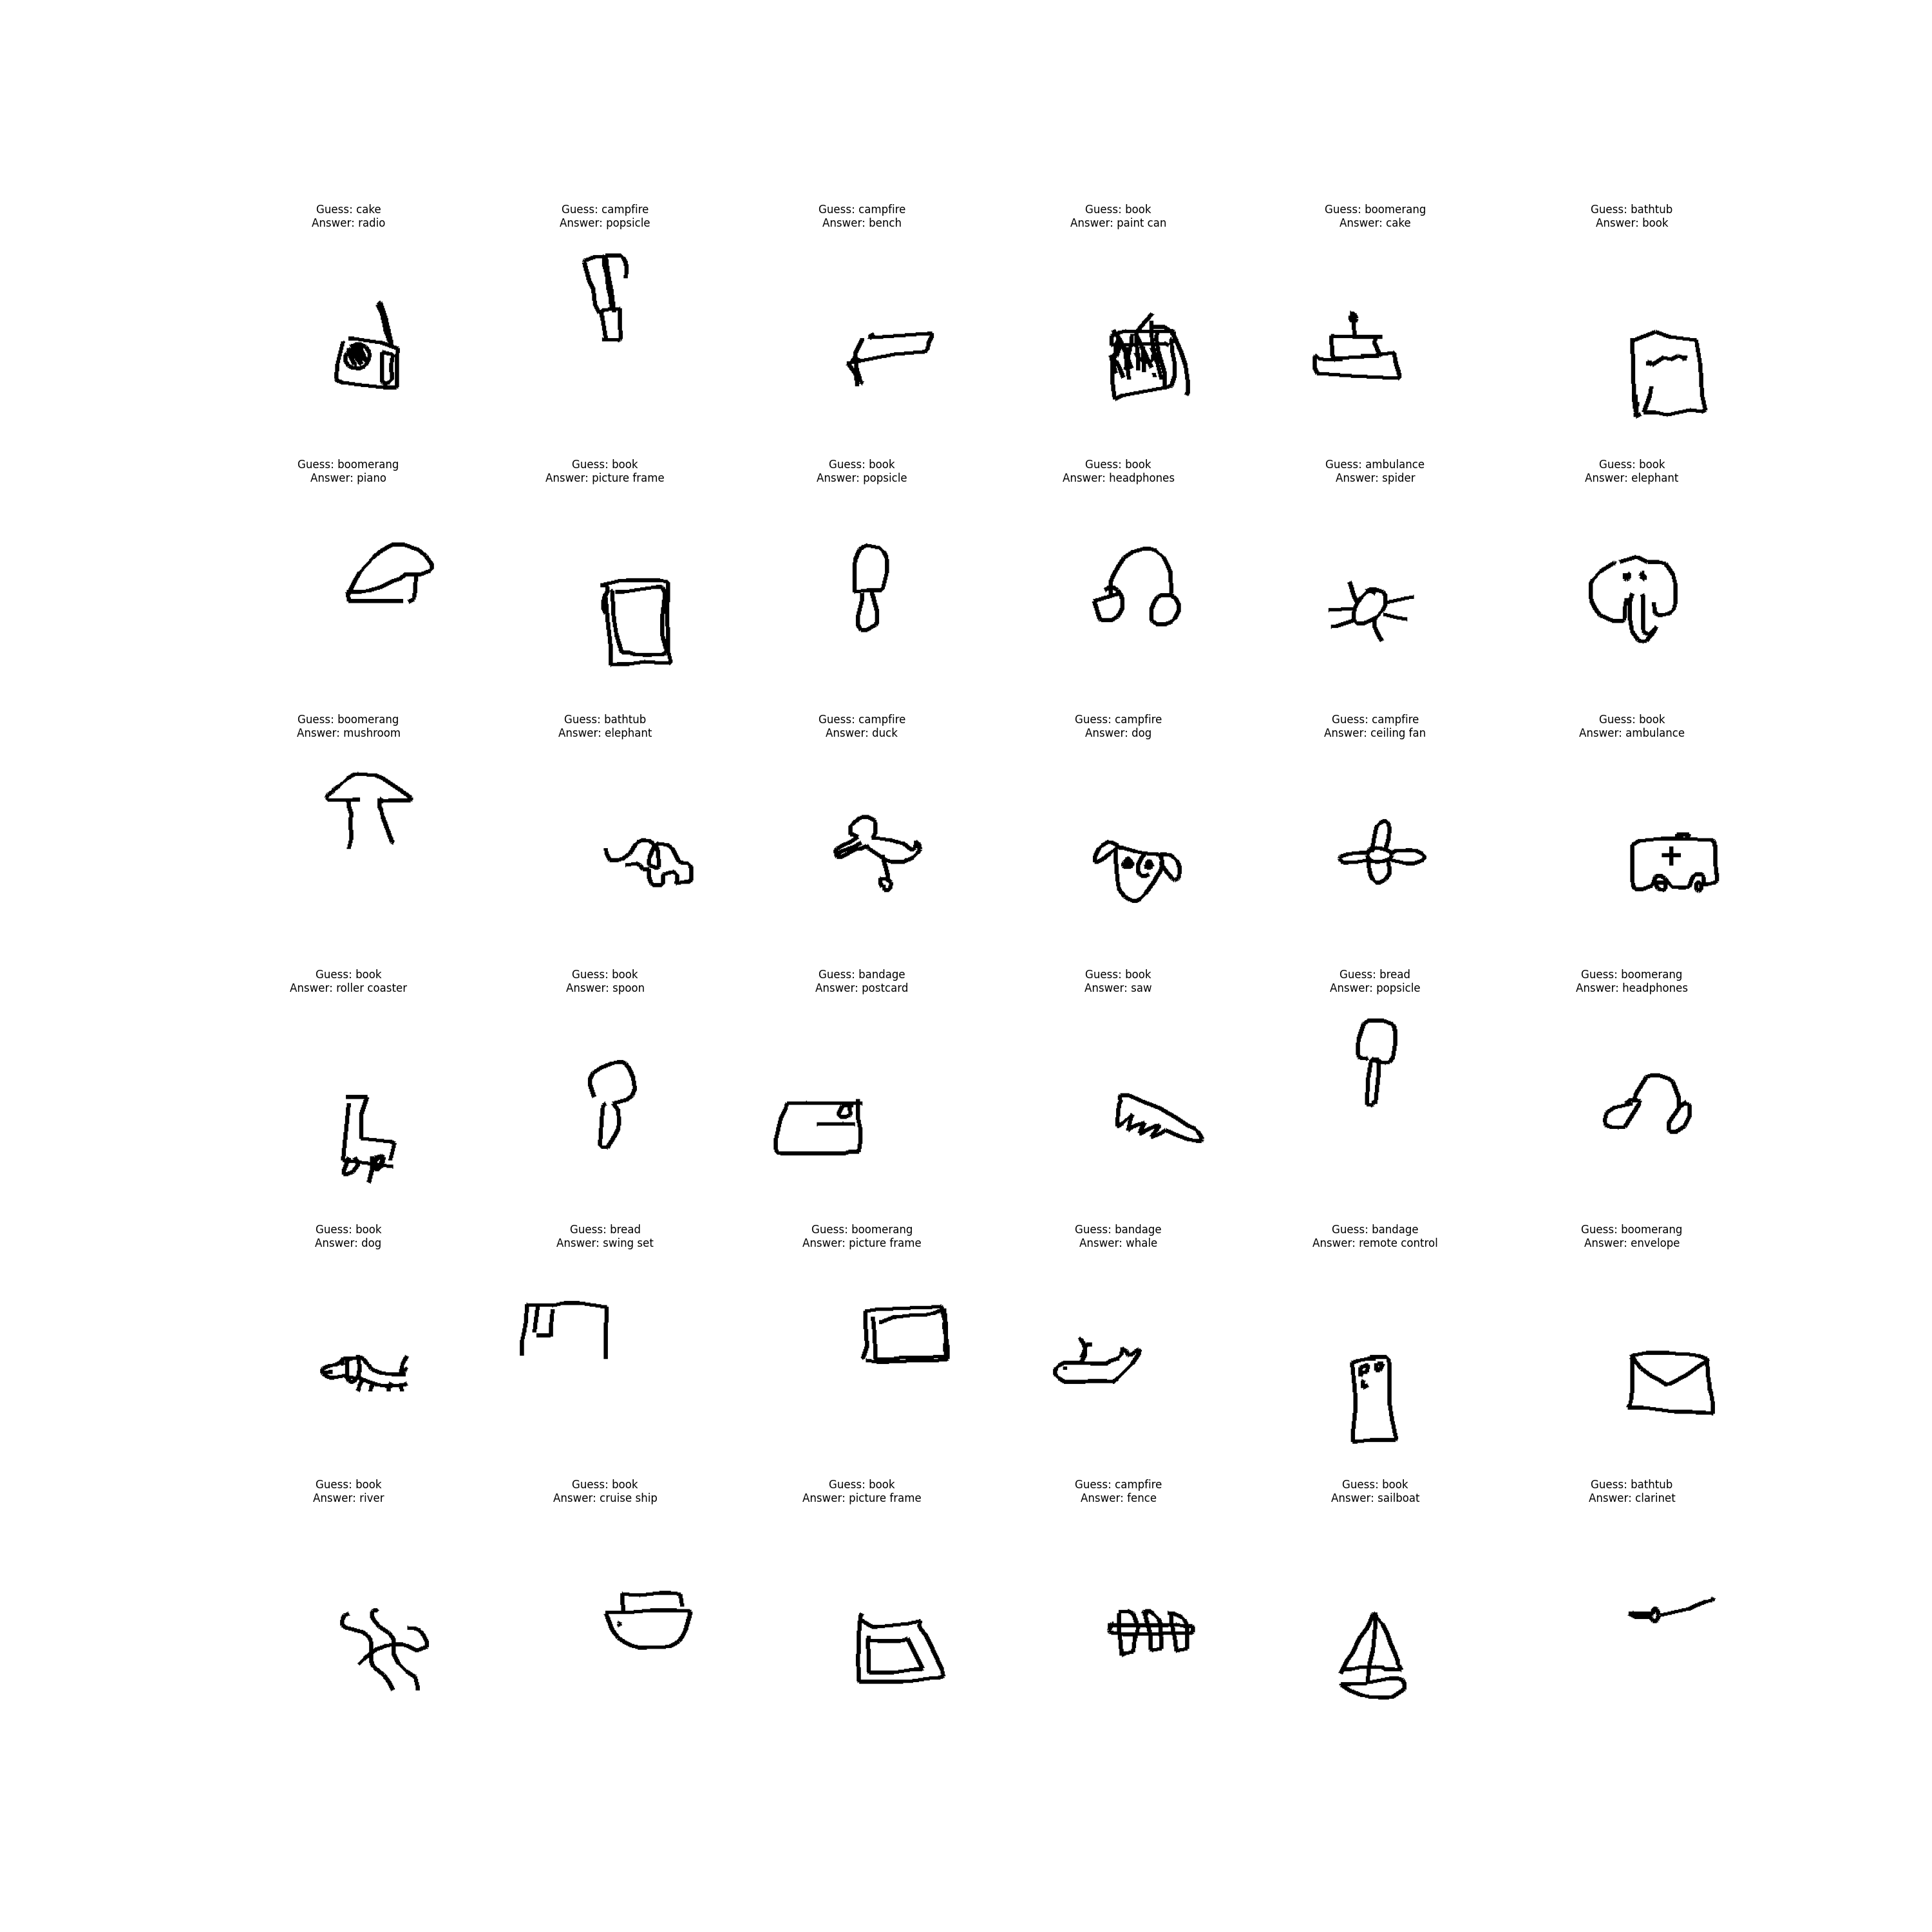 Guess: cake
Answer: radio
Guess: campfire
Answer: popsicle
Guess: campfire
Answer: bench
Guess: book
Answer: paint can
Guess: boomerang
Answer: cake
Guess: bathtub
Answer: book
Guess: boomerang
Answer: piano
Guess: book
Answer: picture frame
Guess: book
Answer: popsicle
Guess: book
Answer: headphones
Guess: ambulance
Answer: spider
Guess: book
Answer: elephant
Guess: boomerang
Answer: mushroom
Guess: bathtub
Answer: elephant
Guess: campfire
Answer: duck
Guess: campfire
Answer: dog
Guess: campfire
Answer: ceiling fan
Guess: book
Answer: ambulance
Guess: book
Answer: roller coaster
Guess: book
Answer: spoon
Guess: bandage
Answer: postcard
Guess: book
Answer: saw
Guess: bread
Answer: popsicle
Guess: boomerang
Answer: headphones
Guess: book
Answer: dog
Guess: bread
Answer: swing set
Guess: boomerang
Answer: picture frame
Guess: bandage
Answer: whale
Guess: bandage
Answer: remote control
Guess: boomerang
Answer: envelope
Guess: book
Answer: river
Guess: book
Answer: cruise ship
Guess: book
Answer: picture frame
Guess: campfire
Answer: fence
Guess: book
Answer: sailboat
Guess: bathtub
Answer: clarinet